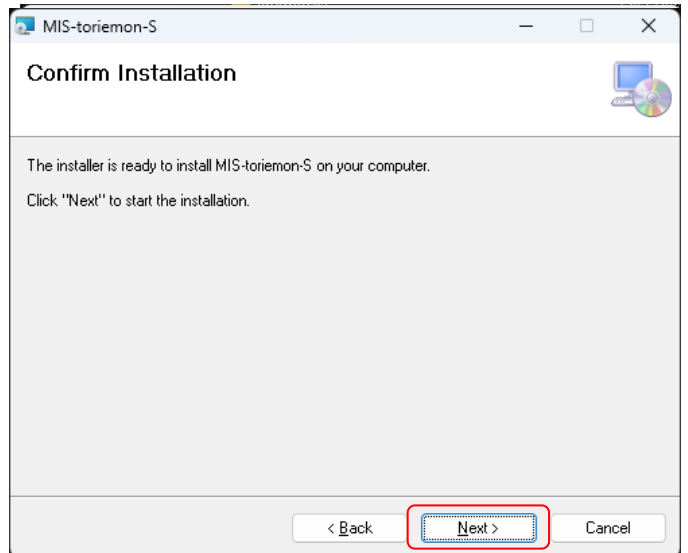 MIS-toriemon-S
Confirm Installation
The installer is ready to install MIS-toriemon-S on your computer.
Click "Next" to start the installation.
< Back
Next >
Cancel